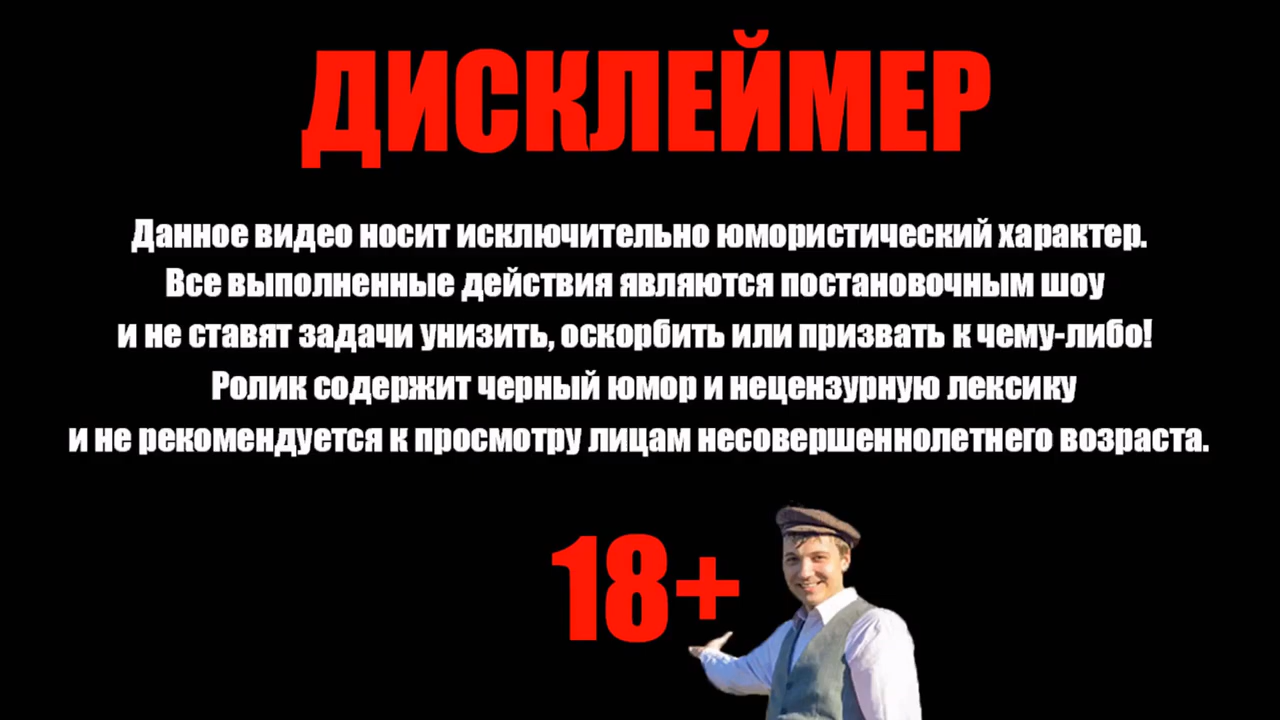 ДИСКЛЕЙМЕР
Данное видео носит исключительно юмористический характер.
Все выполненные действия являются постановочным шоу
и не ставят задачи унизить, оскорбить или призвать к чему-либо!
Ролик содержит черный юмор и нецензурную лексику
и не рекомендуется к просмотру лицам несовершеннолетнего возраста.
18+